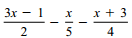 (3x − 1)/2 − x/5 − (x + 3)/4